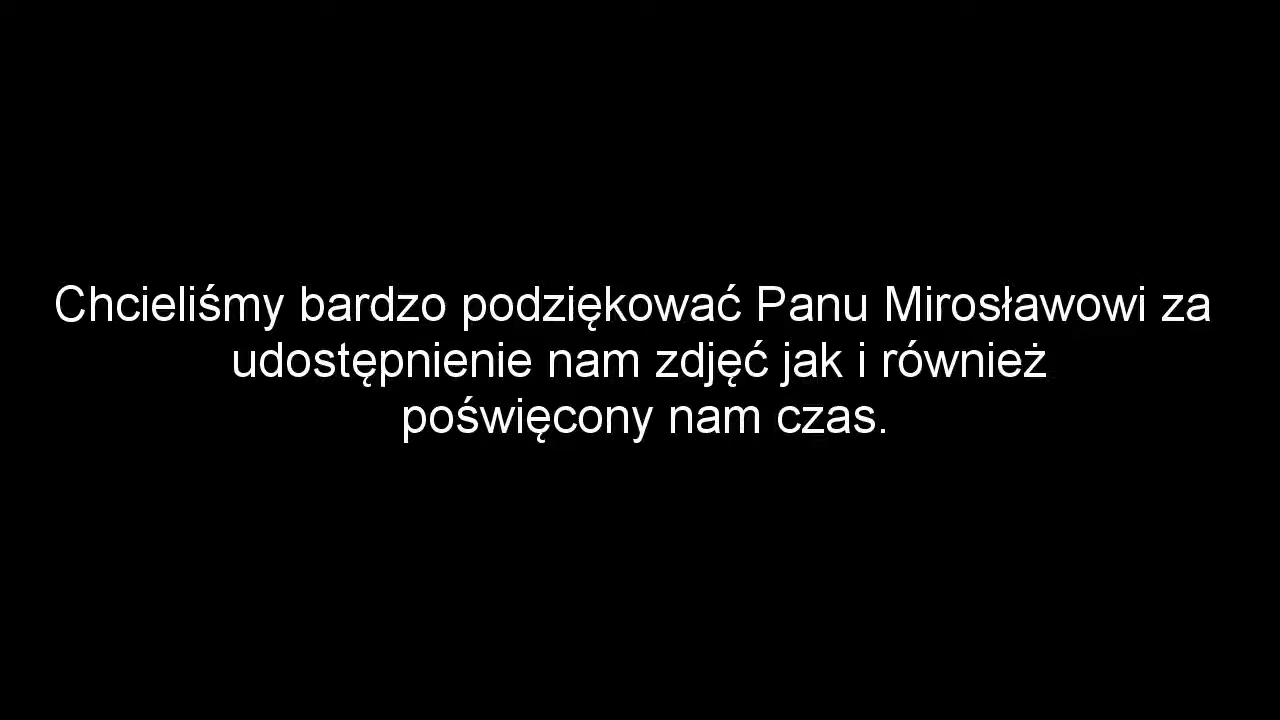 Chcieliśmy bardzo podziękować Panu Mirosławowi za
udostępnienie nam zdjęć jak i również
poświęcony nam czas.